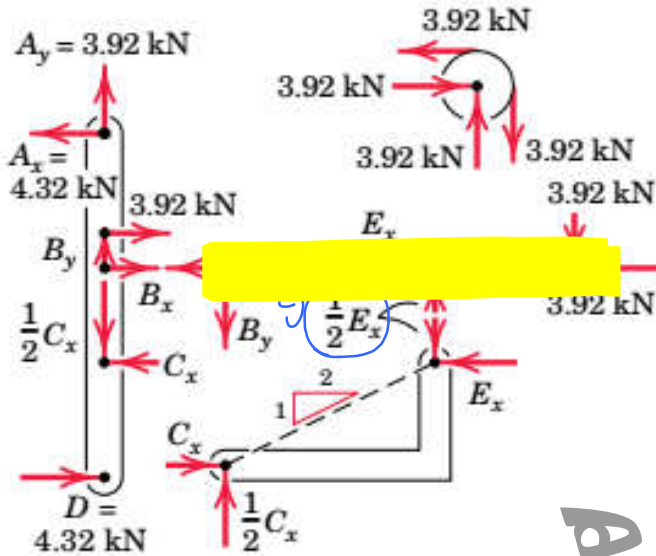 3.92 kN
A_y = 3.92 kN
3.92 kN
A_x =
4.32 kN
3.92 kN
3.92 kN
3.92 kN
3.92 kN
E_x
B_y
B_x
3.92 kN
1/2 C_x
B_y
1/2 E_x
C_x
2
1
E_x
C_x
D =
4.32 kN
1/2 C_x